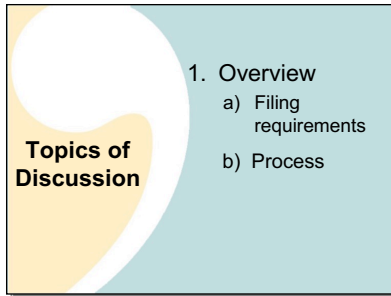 Topics of
Discussion
1. Overview
a) Filing
requirements
b) Process